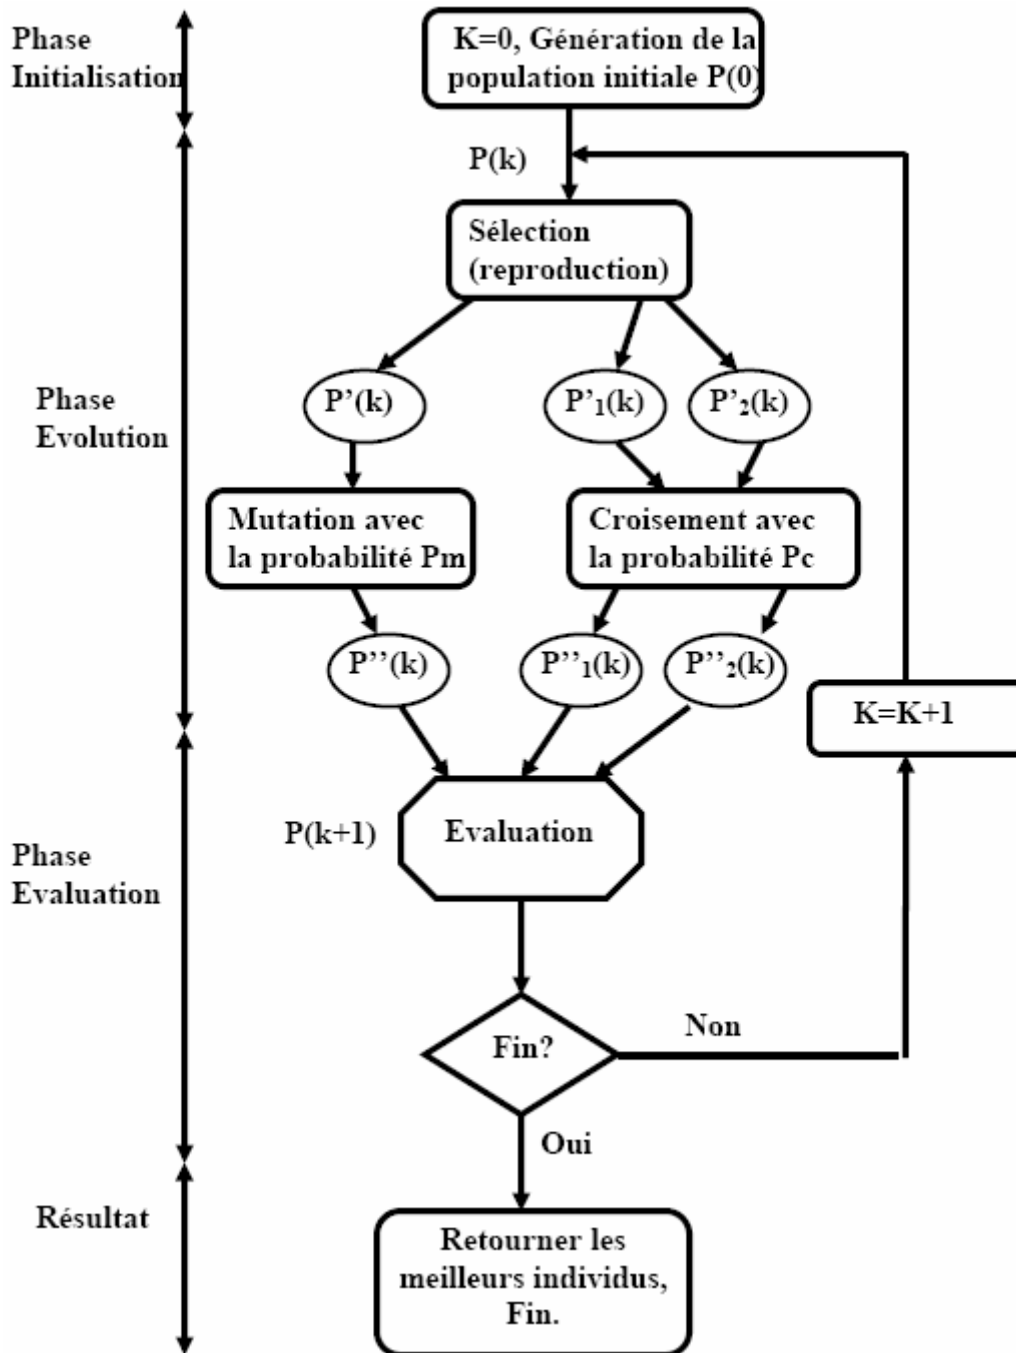 Phase
Initialisation
K=0, Génération de la
population initiale P(0)
P(k)
Sélection
(reproduction)
Phase
Evolution
P’(k)
P’₁(k)
P’₂(k)
Mutation avec
la probabilité Pm
Croisement avec
la probabilité Pc
P’’(k)
P’’₁(k)
P’’₂(k)
K=K+1
P(k+1)
Evaluation
Phase
Evaluation
Fin?
Non
Oui
Résultat
Retourner les
meilleurs individus,
Fin.